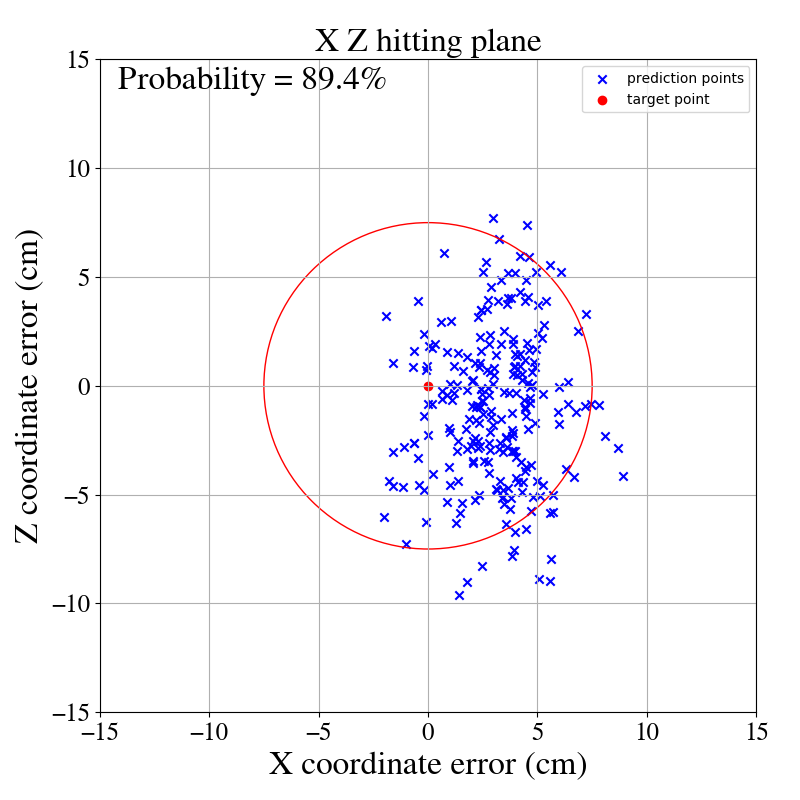 X Z hitting plane
Probability = 89.4%
prediction points
target point
15
10
5
0
−5
−10
−15
Z coordinate error (cm)
−15 −10 −5 0 5 10 15
X coordinate error (cm)